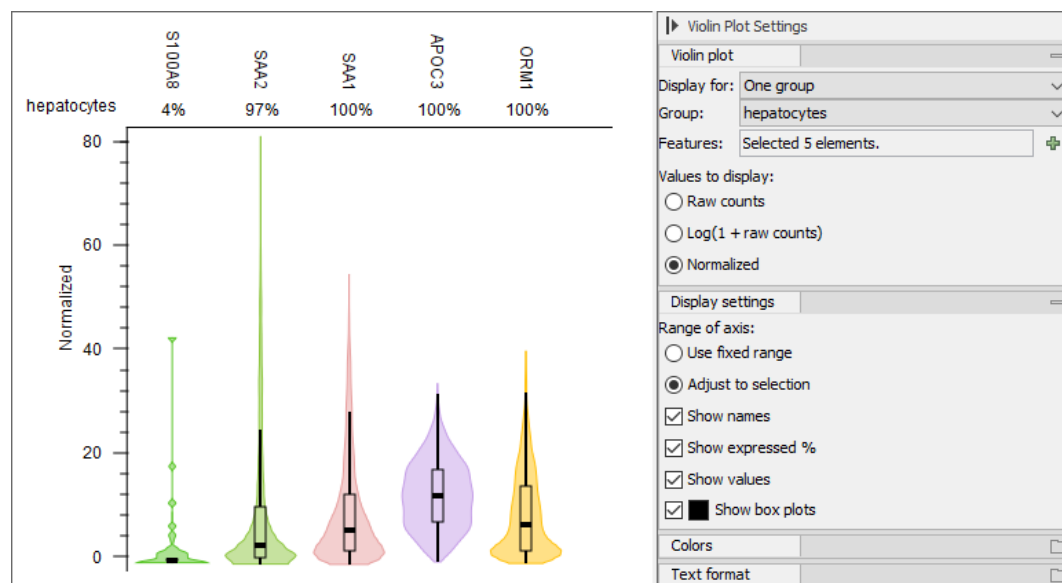 S100A8
SAA2
SAA1
APOC3
ORM1
hepatocytes 4% 97% 100% 100% 100%
80
60
40
20
0
Normalized
Violin Plot Settings
Violin plot
Display for: One group
Group: hepatocytes
Features: Selected 5 elements.
Values to display:
Raw counts
Log(1 + raw counts)
Normalized
Display settings
Range of axis:
Use fixed range
Adjust to selection
Show names
Show expressed %
Show values
Show box plots
Colors
Text format